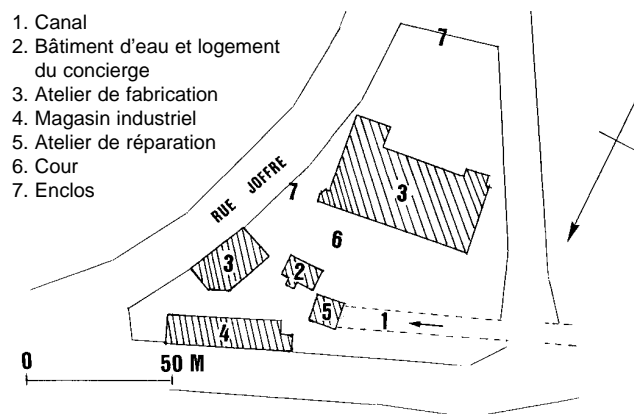 1. Canal
2. Bâtiment d'eau et logement
du concierge
3. Atelier de fabrication
4. Magasin industriel
5. Atelier de réparation
6. Cour
7. Enclos
7
RUE JOFFRE
7
3
6
3
2
5
1
4
0 50 M